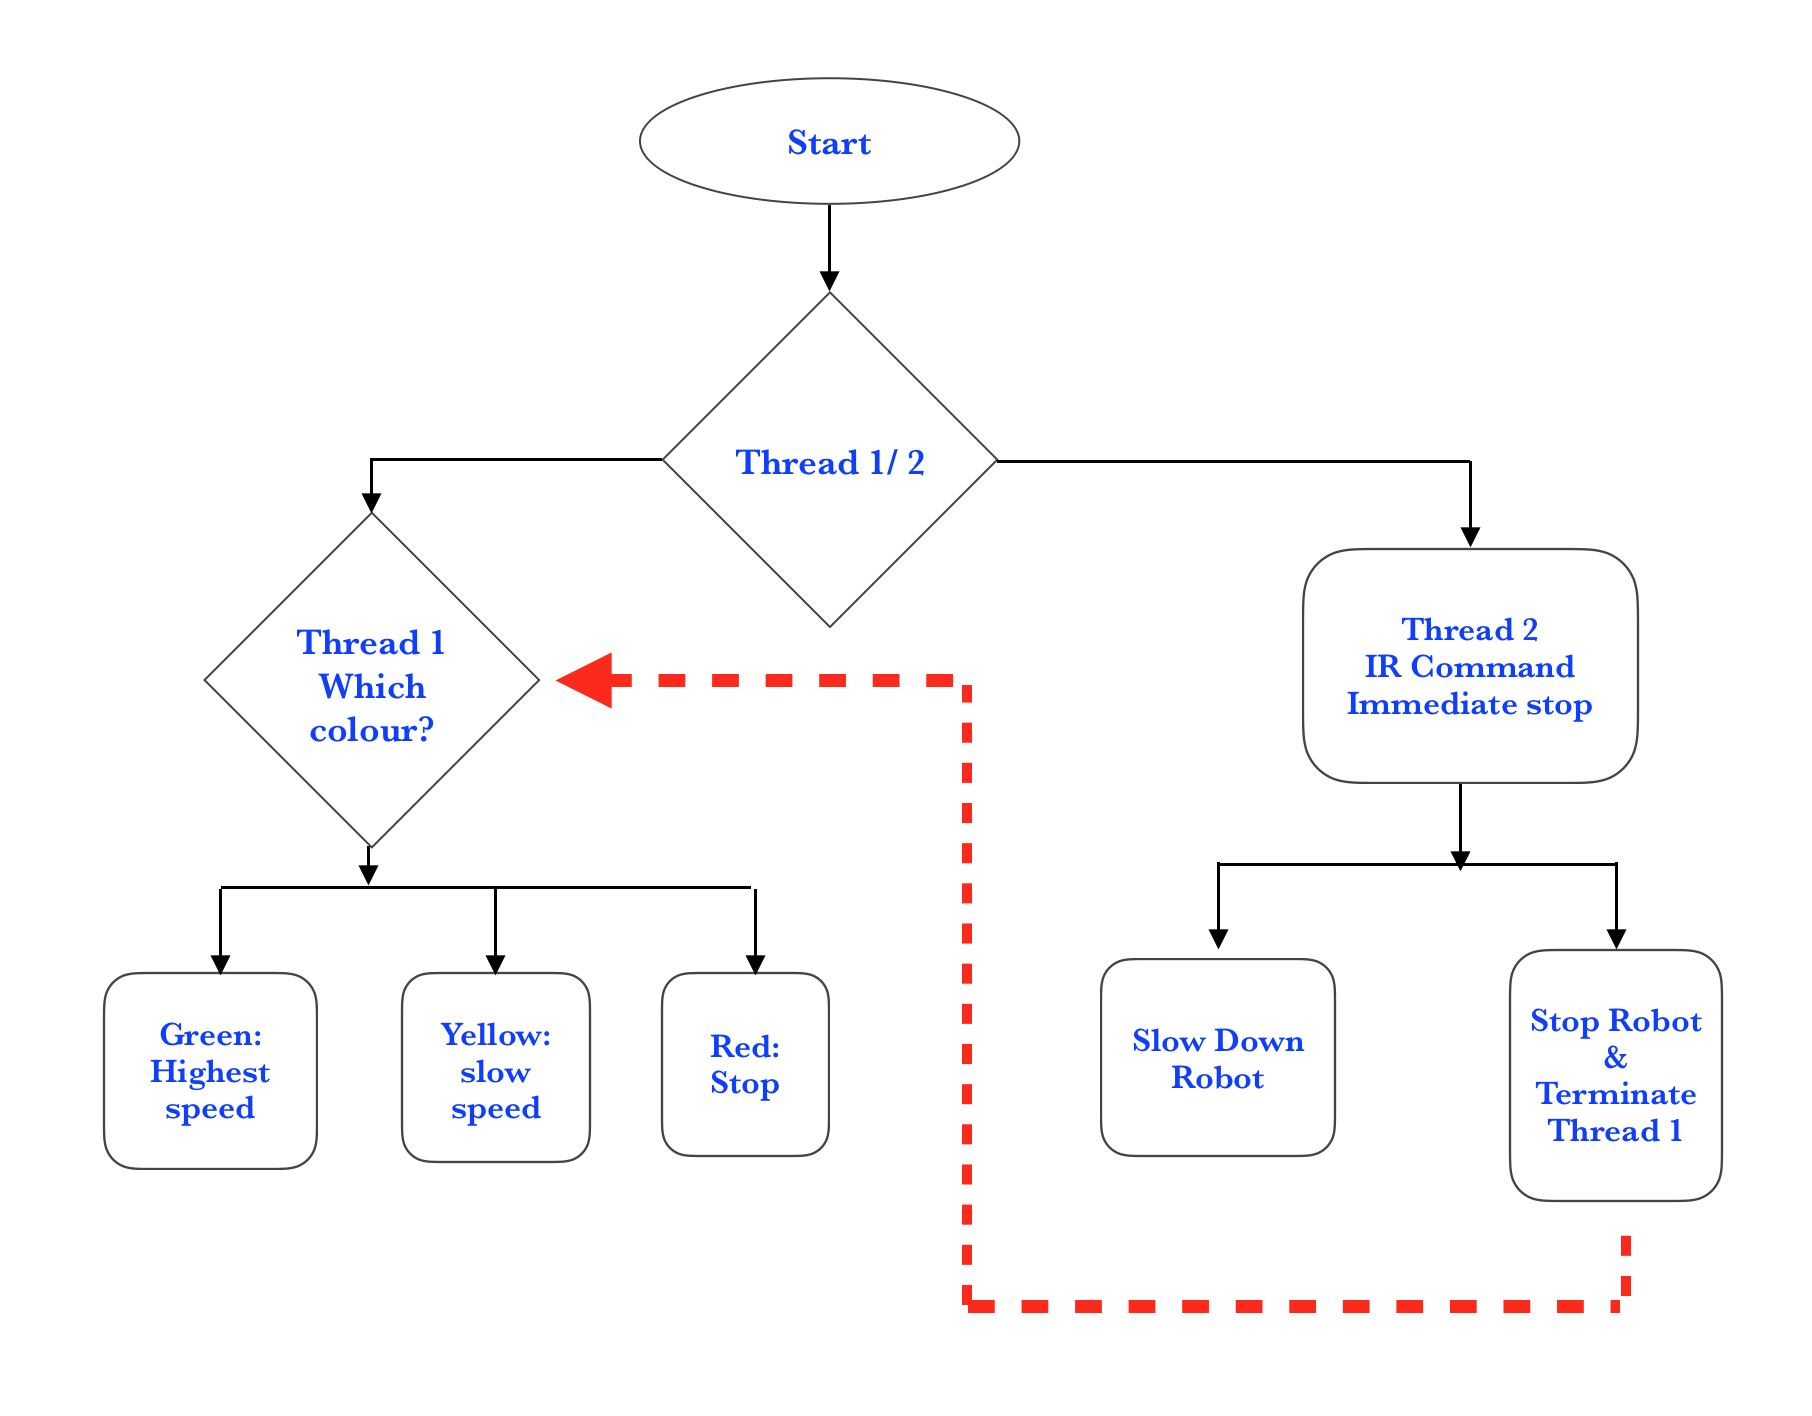 Start
Thread 1/ 2
Thread 1
Which
colour?
Thread 2
IR Command
Immediate stop
Green:
Highest
speed
Yellow:
slow
speed
Red:
Stop
Slow Down
Robot
Stop Robot
&
Terminate
Thread 1